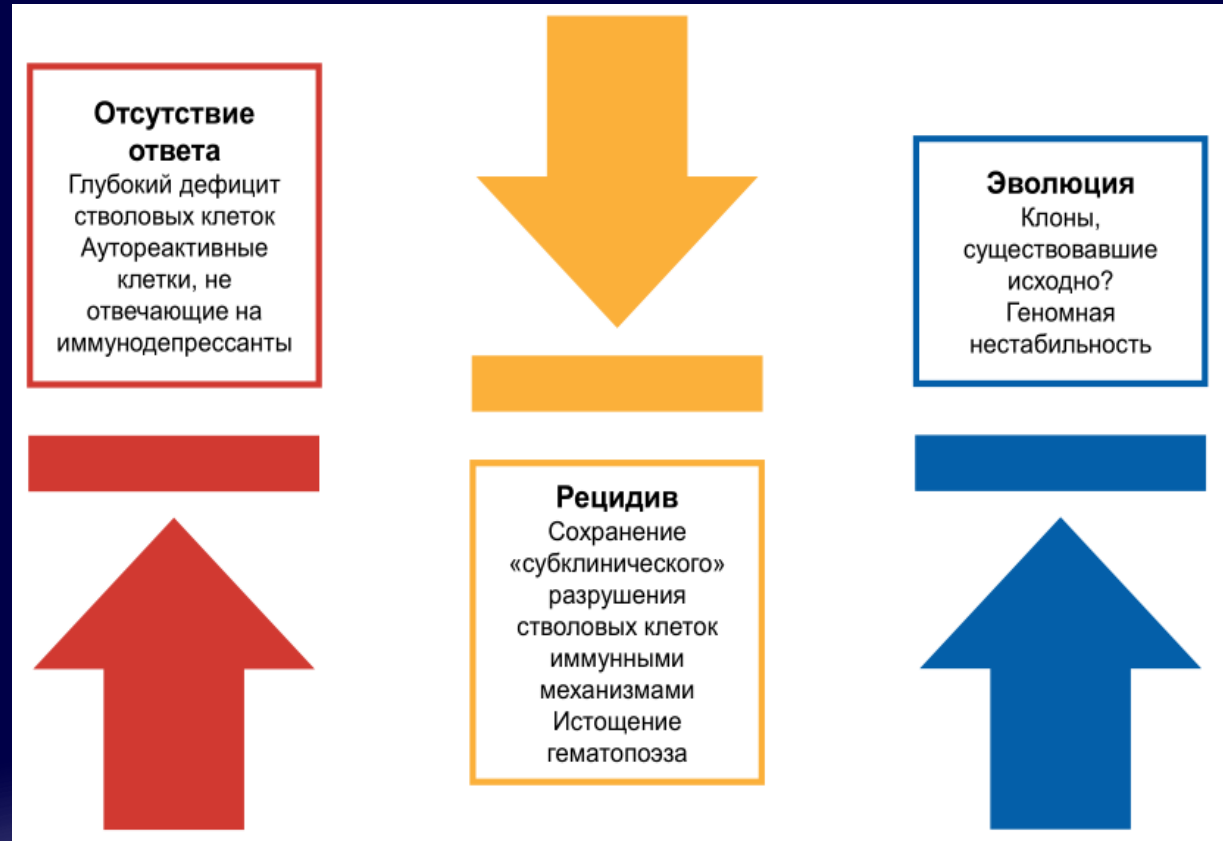 Отсутствие
ответа
Глубокий дефицит
стволовых клеток
Аутореактивные
клетки, не
отвечающие на
иммунодепрессанты
Рецидив
Сохранение
«субклинического»
разрушения
стволовых клеток
иммунными
механизмами
Истощение
гематопоэза
Эволюция
Клоны,
существовавшие
исходно?
Геномная
нестабильность